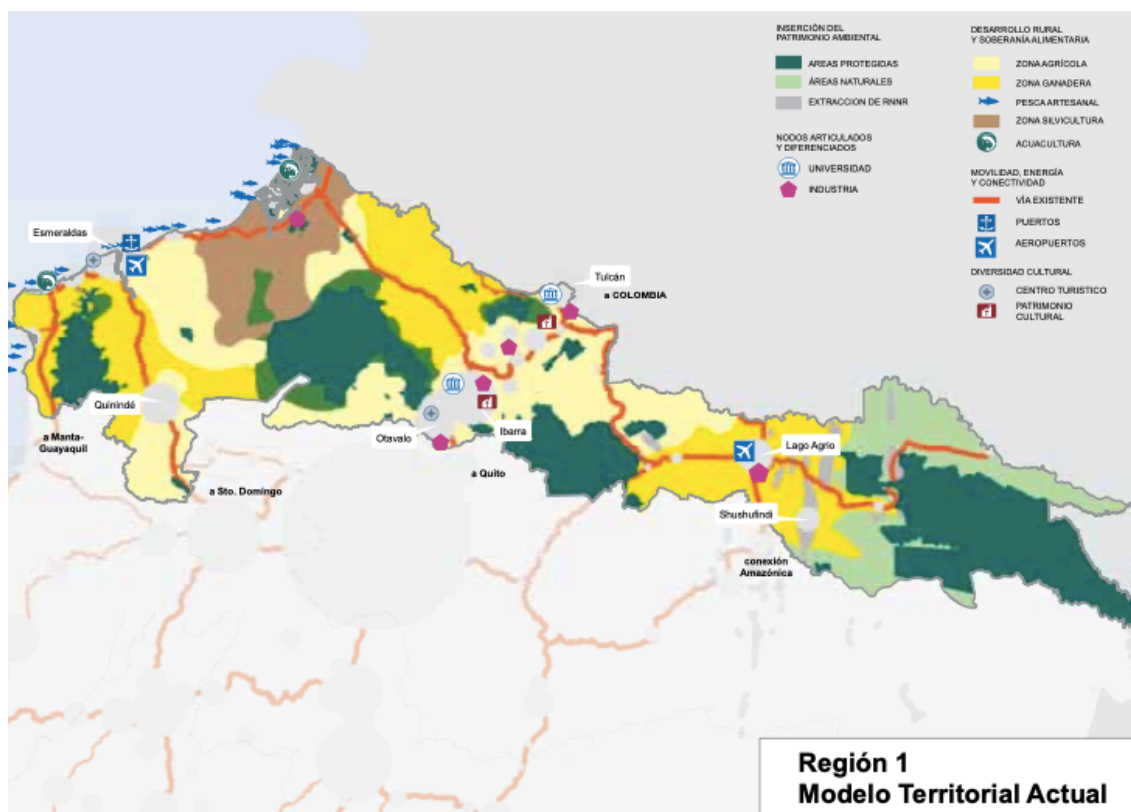 INSERCIÓN DEL
PATRIMONIO AMBIENTAL
AREAS PROTEGIDAS
ÁREAS NATURALES
EXTRACCION DE RNNR
NODOS ARTICULADOS
Y DIFERENCIADOS
UNIVERSIDAD
INDUSTRIA
DESARROLLO RURAL
Y SOBERANÍA ALIMENTARIA
ZONA AGRÍCOLA
ZONA GANADERA
PESCA ARTESANAL
ZONA SILVICULTURA
ACUACULTURA
MOVILIDAD, ENERGÍA
Y CONECTIVIDAD
VÍA EXISTENTE
PUERTOS
AEROPUERTOS
DIVERSIDAD CULTURAL
CENTRO TURISTICO
PATRIMONIO
CULTURAL
Esmeraldas
Tulcán
a COLOMBIA
Quinindé
a Manta-
Guayaquil
Otavalo
Ibarra
a Quito
a Sto. Domingo
Lago Agrio
Shushufindi
conexión
Amazónica
Región 1
Modelo Territorial Actual